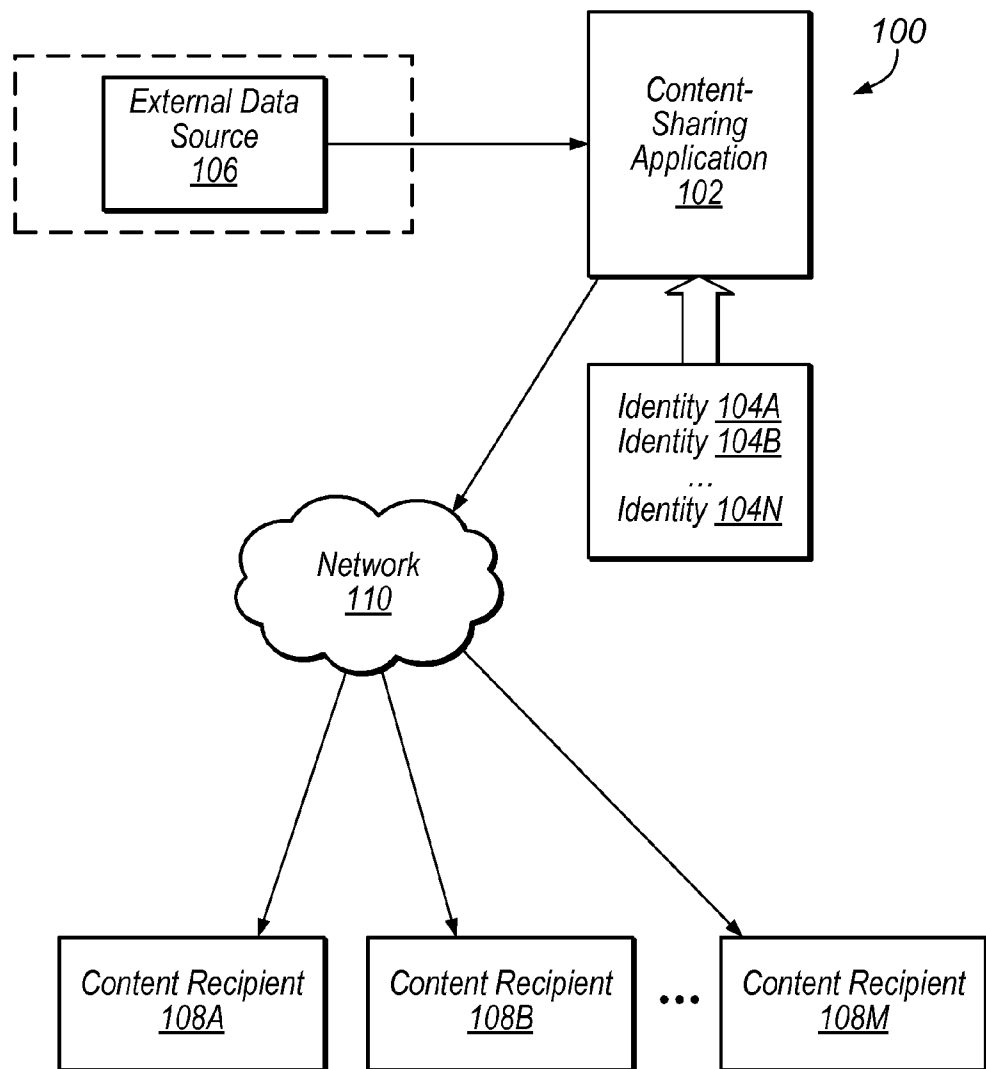 100
External Data
Source
106
Content-
Sharing
Application
102
Identity 104A
Identity 104B
...
Identity 104N
Network
110
Content Recipient
108A
Content Recipient
108B
•••
Content Recipient
108M